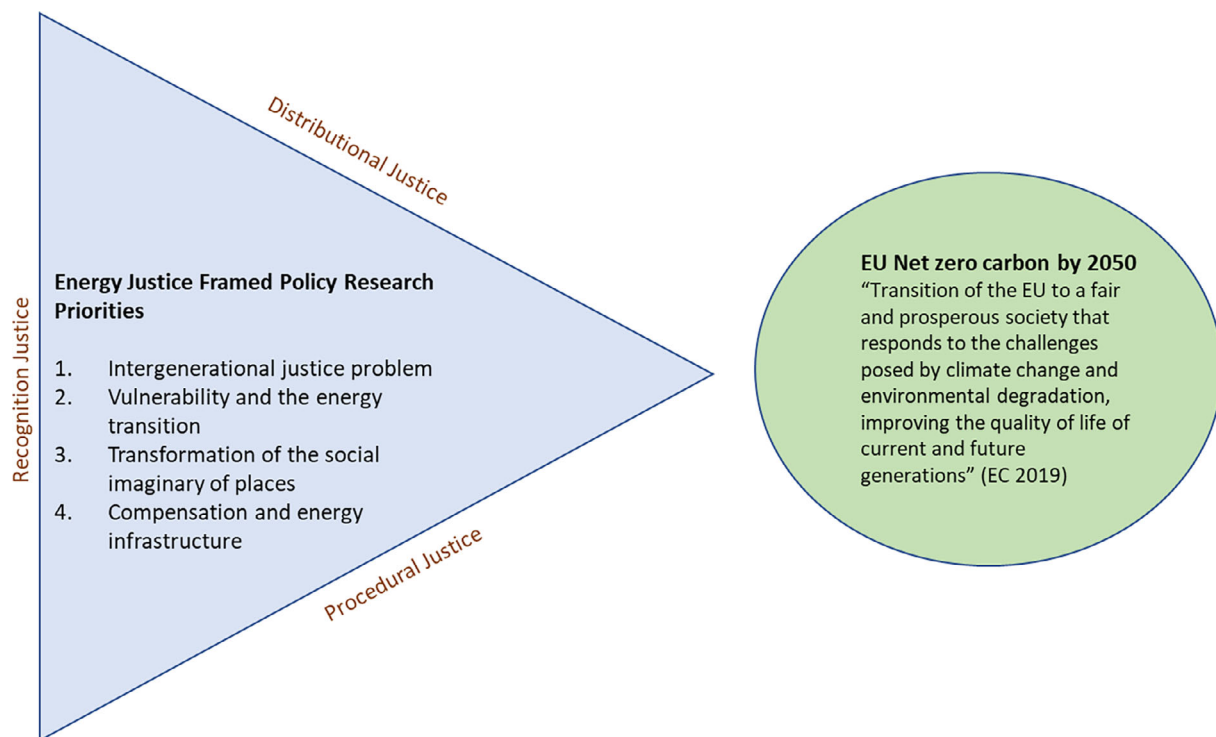 Distributional Justice
Recognition Justice
Energy Justice Framed Policy Research
Priorities
1. Intergenerational justice problem
2. Vulnerability and the energy
transition
3. Transformation of the social
imaginary of places
4. Compensation and energy
infrastructure
Procedural Justice
EU Net zero carbon by 2050
“Transition of the EU to a fair
and prosperous society that
responds to the challenges
posed by climate change and
environmental degradation,
improving the quality of life of
current and future
generations” (EC 2019)